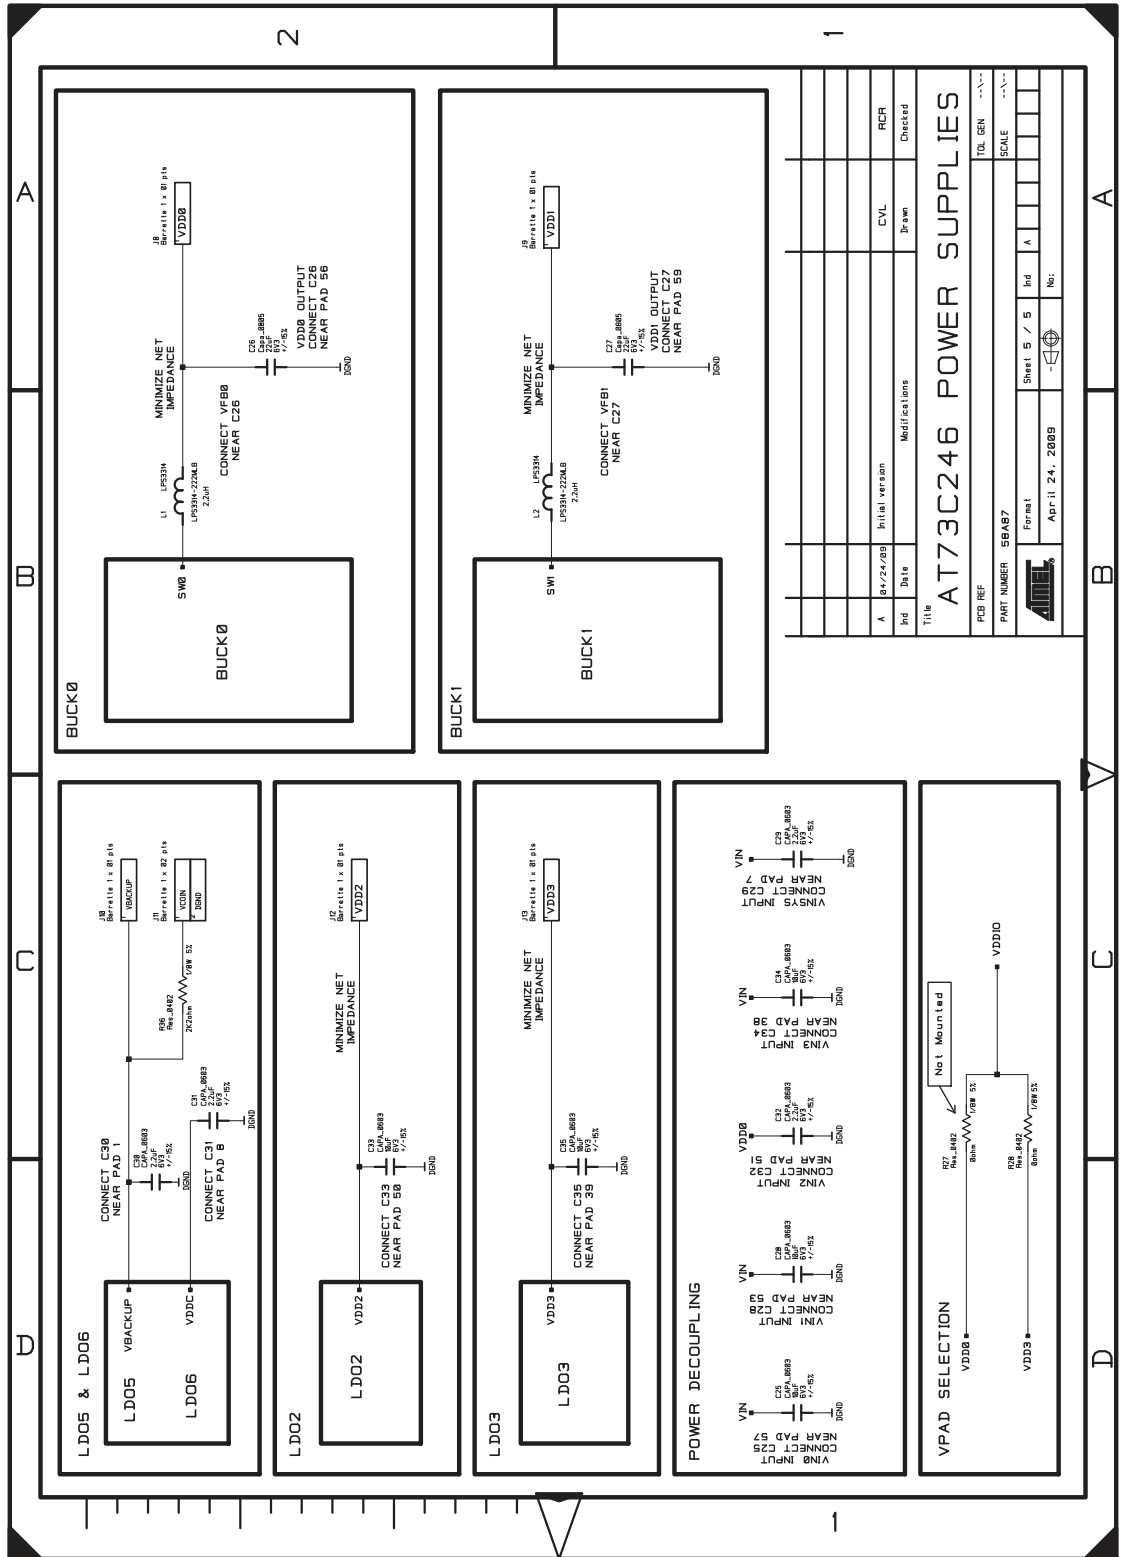 D
C
B
A
2
1
LDO5 & LDO6
LDO5
LDO6
VBACKUP
VDDC
CONNECT C30
NEAR PAD 1
C30
CAPA_0603
2.2uF
6V3
+/-15%
DGND
CONNECT C31
NEAR PAD 8
C31
CAPA_0603
2.2uF
6V3
+/-15%
DGND
R36
Res_0402
2K2ohm
1/8W 5%
J10
Barrette 1 x 01 pts
1
VBACKUP
J11
Barrette 1 x 02 pts
1
VCOIN
2
DGND
LDO2
LDO2
VDD2
C33
CAPA_0603
10uF
6V3
+/-15%
DGND
CONNECT C33
NEAR PAD 50
MINIMIZE NET
IMPEDANCE
J12
Barrette 1 x 01 pts
1
VDD2
LDO3
LDO3
VDD3
C35
CAPA_0603
10uF
6V3
+/-15%
DGND
CONNECT C35
NEAR PAD 39
MINIMIZE NET
IMPEDANCE
J13
Barrette 1 x 01 pts
1
VDD3
POWER DECOUPLING
VIN0 INPUT
CONNECT C25
NEAR PAD 57
VIN
C25
CAPA_0603
10uF
6V3
+/-15%
DGND
VIN1 INPUT
CONNECT C28
NEAR PAD 53
VIN
C28
CAPA_0603
10uF
6V3
+/-15%
DGND
VIN2 INPUT
CONNECT C32
NEAR PAD 51
VDD0
C32
CAPA_0603
2.2uF
6V3
+/-15%
DGND
VIN3 INPUT
CONNECT C34
NEAR PAD 38
VIN
C34
CAPA_0603
10uF
6V3
+/-15%
DGND
VINSYS INPUT
CONNECT C29
NEAR PAD 7
VIN
C29
CAPA_0603
2.2uF
6V3
+/-15%
DGND
VPAD SELECTION
VDD0
VDD3
R27
Res_0402
0ohm
1/8W 5%
R28
Res_0402
0ohm
1/8W 5%
Not Mounted
VDDIO
BUCK0
BUCK0
SW0
L1
LPS3314
LPS3314-222MLB
2.2uH
MINIMIZE NET
IMPEDANCE
CONNECT VFB0
NEAR C26
C26
Capa_0805
22uF
6V3
+/-15%
DGND
VDD0 OUTPUT
CONNECT C26
NEAR PAD 56
J8
Barrette 1 x 01 pts
1
VDD0
BUCK1
BUCK1
SW1
L2
LPS3314
LPS3314-222MLB
2.2uH
MINIMIZE NET
IMPEDANCE
CONNECT VFB1
NEAR C27
C27
Capa_0805
22uF
6V3
+/-15%
DGND
VDD1 OUTPUT
CONNECT C27
NEAR PAD 59
J9
Barrette 1 x 01 pts
1
VDD1
A 04/24/09 Initial version CVL RCR
Ind Date Modifications Drawn Checked
Title
AT73C246 POWER SUPPLIES
PCB REF
TOL GEN --\--
PART NUMBER 58A87
SCALE --\--
ATMEL®
Format
Sheet 5 / 5
Ind A
April 24, 2009
No:
D
C
B
A
1